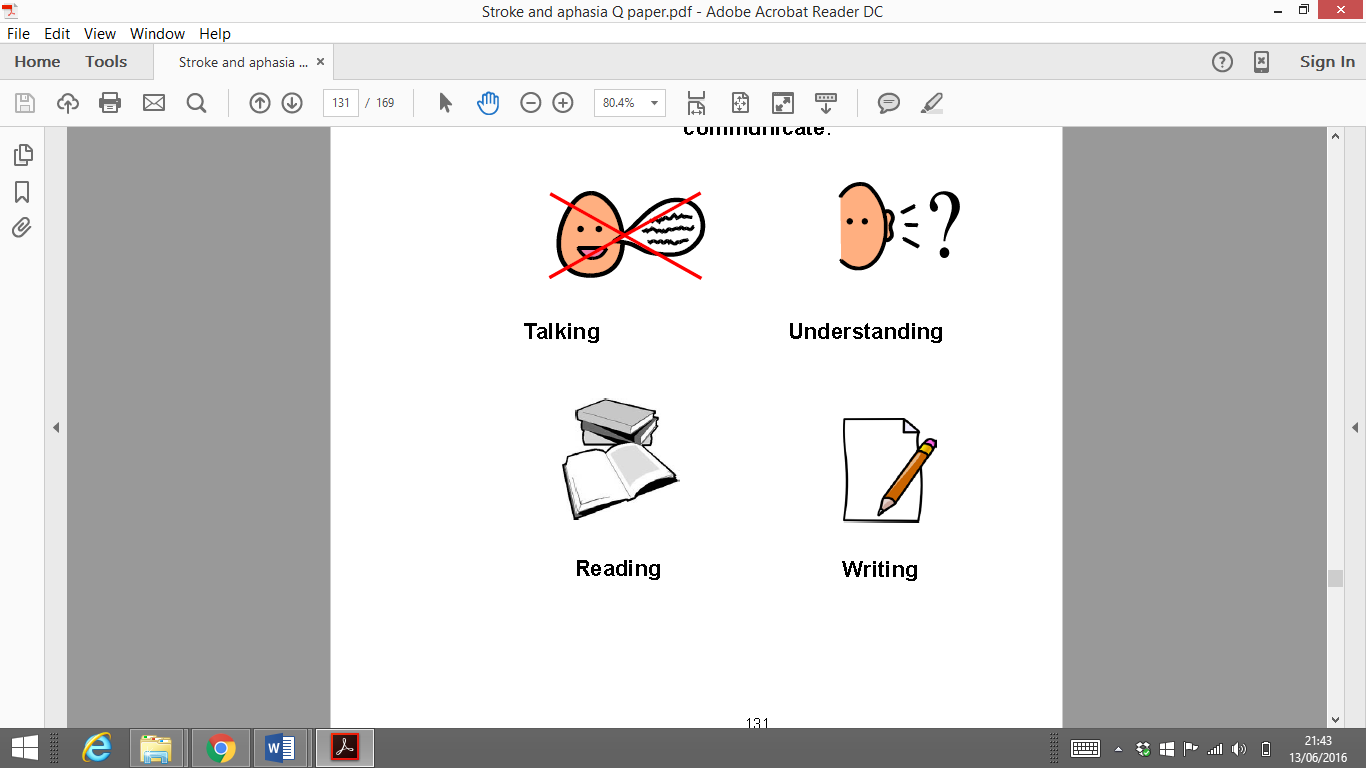 Stroke and aphasia Q paper.pdf - Adobe Acrobat Reader DC
File Edit View Window Help
Home Tools Stroke and aphasia ... × Sign In
131 / 169 80.4%
communicate.
?
Talking Understanding
Reading Writing
131
21:43
13/06/2016